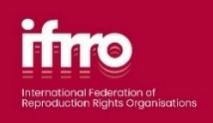 ifrro
International Federation of
Reproduction Rights Organisations